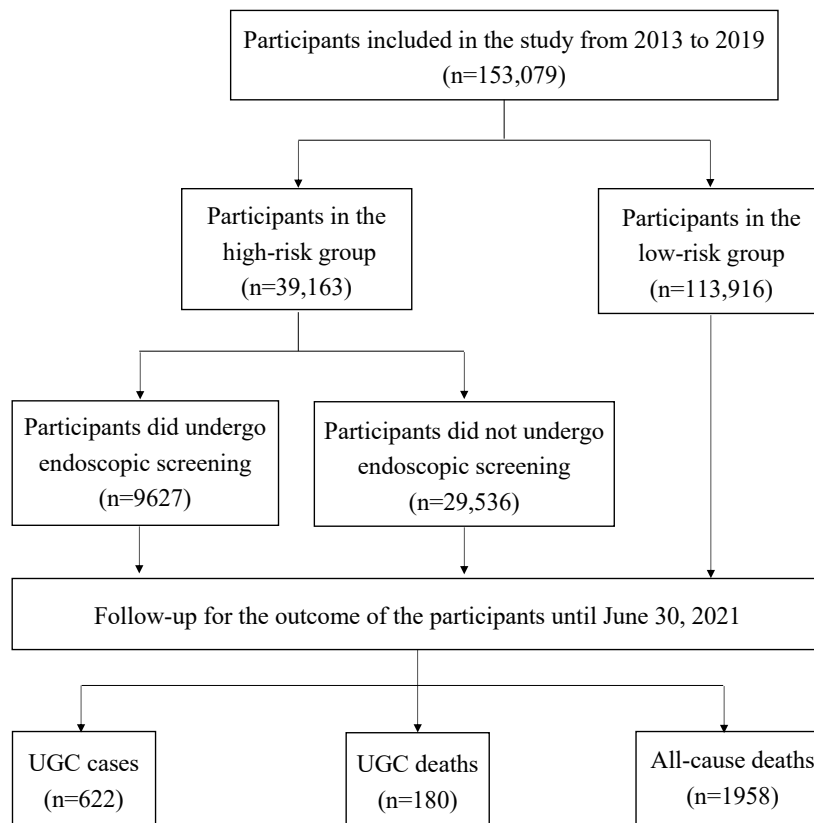 Participants included in the study from 2013 to 2019
(n=153,079)
Participants in the
high-risk group
(n=39,163)
Participants in the
low-risk group
(n=113,916)
Participants did undergo
endoscopic screening
(n=9627)
Participants did not undergo
endoscopic screening
(n=29,536)
Follow-up for the outcome of the participants until June 30, 2021
UGC cases
(n=622)
UGC deaths
(n=180)
All-cause deaths
(n=1958)